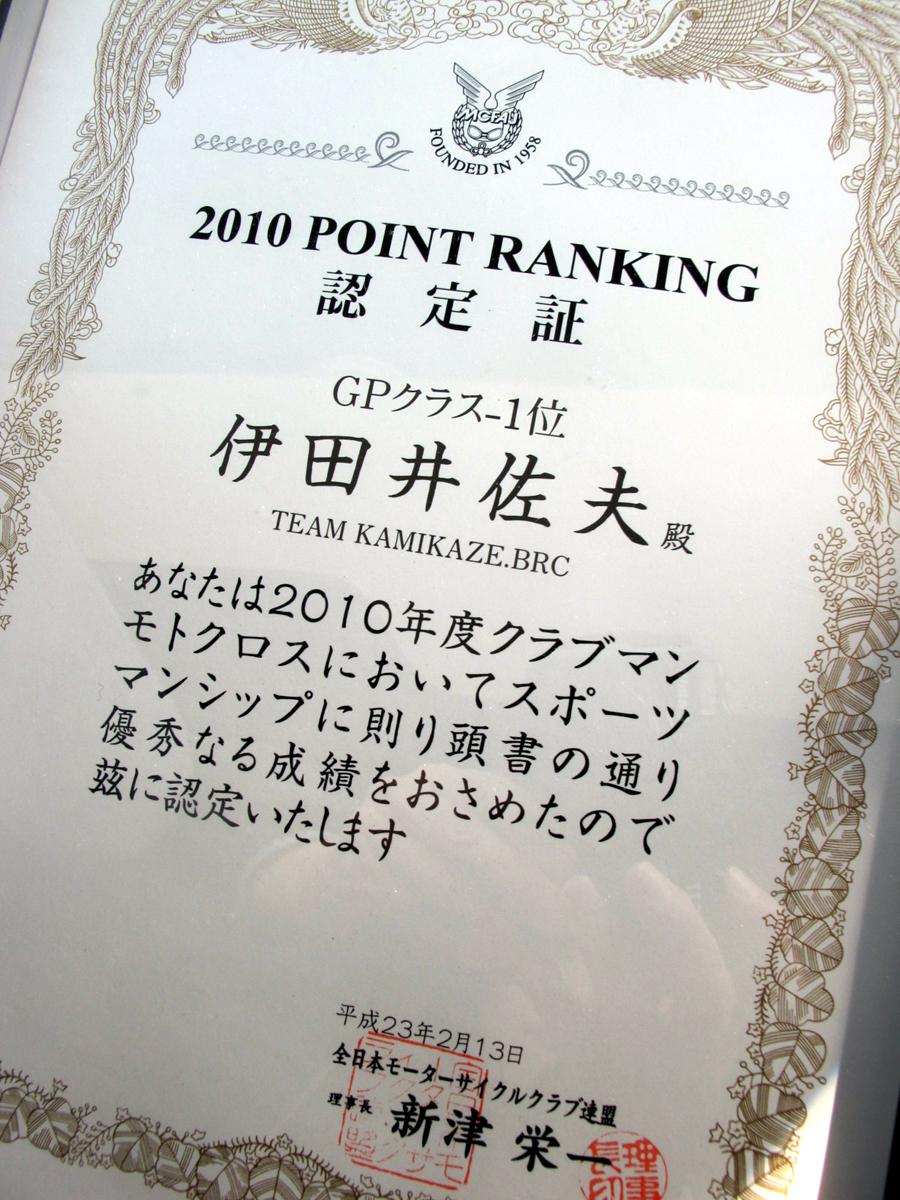 MCFAJ
FOUNDED IN 1958
2010 POINT RANKING
認定証
GPクラス-1位
伊田井佐夫 殿
TEAM KAMIKAZE.BRC
あなたは2010年度クラブマン
モトクロスにおいてスポーツ
マンシップに則り頭書の通り
優秀なる成績をおさめたので
茲に認定いたします
平成23年2月13日
全日本モーターサイクルクラブ連盟
理事長 新津栄一
理事長印